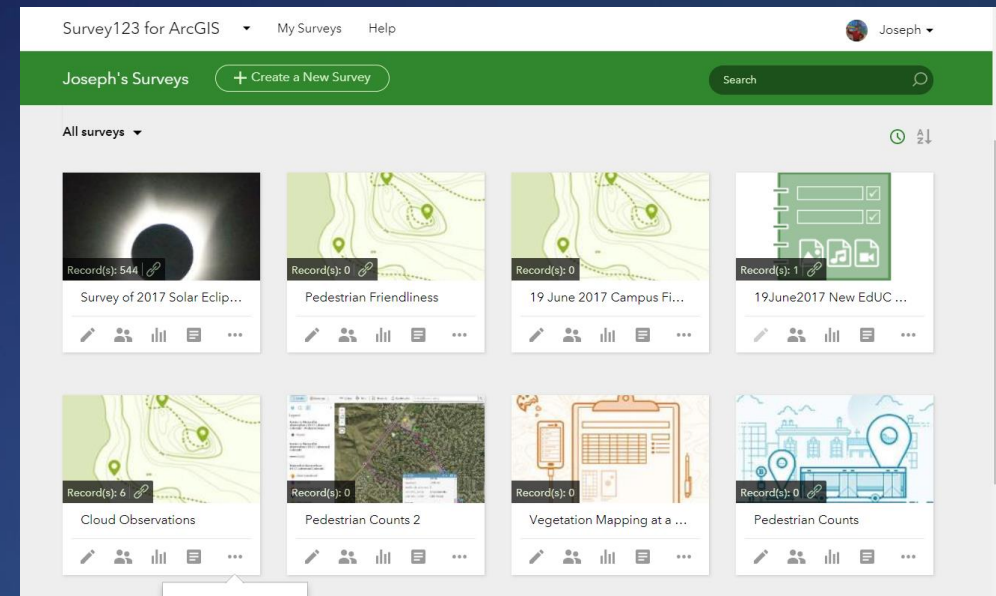 Survey123 for ArcGIS My Surveys Help Joseph
Joseph's Surveys + Create a New Survey Search
All surveys
Record(s): 544
Record(s): 0
Record(s): 0
Record(s): 1
Survey of 2017 Solar Eclip...
Pedestrian Friendliness
19 June 2017 Campus Fi...
19June2017 New EdUC ...
Record(s): 6
Record(s): 0
Record(s): 0
Record(s): 0
Cloud Observations
Pedestrian Counts 2
Vegetation Mapping at a ...
Pedestrian Counts